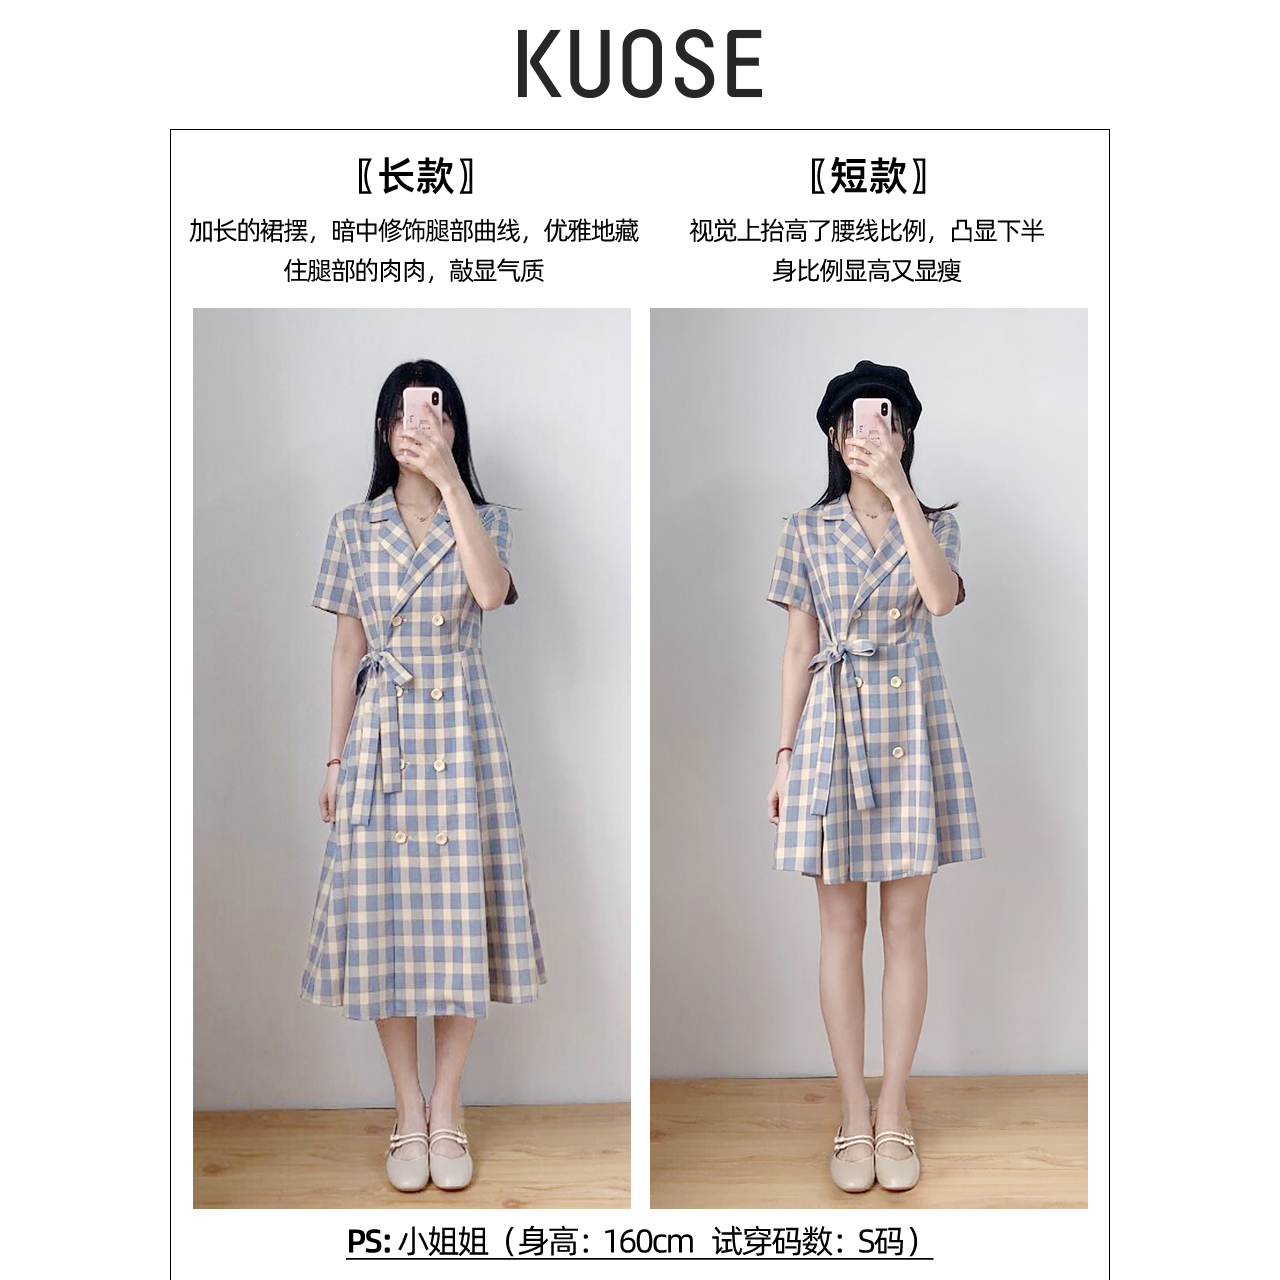 KUOSE
〖长款〗
加长的裙摆，暗中修饰腿部曲线，优雅地藏
住腿部的肉肉，敲显气质
〖短款〗
视觉上抬高了腰线比例，凸显下半
身比例显高又显瘦
PS: 小姐姐（身高：160cm 试穿码数：S码）